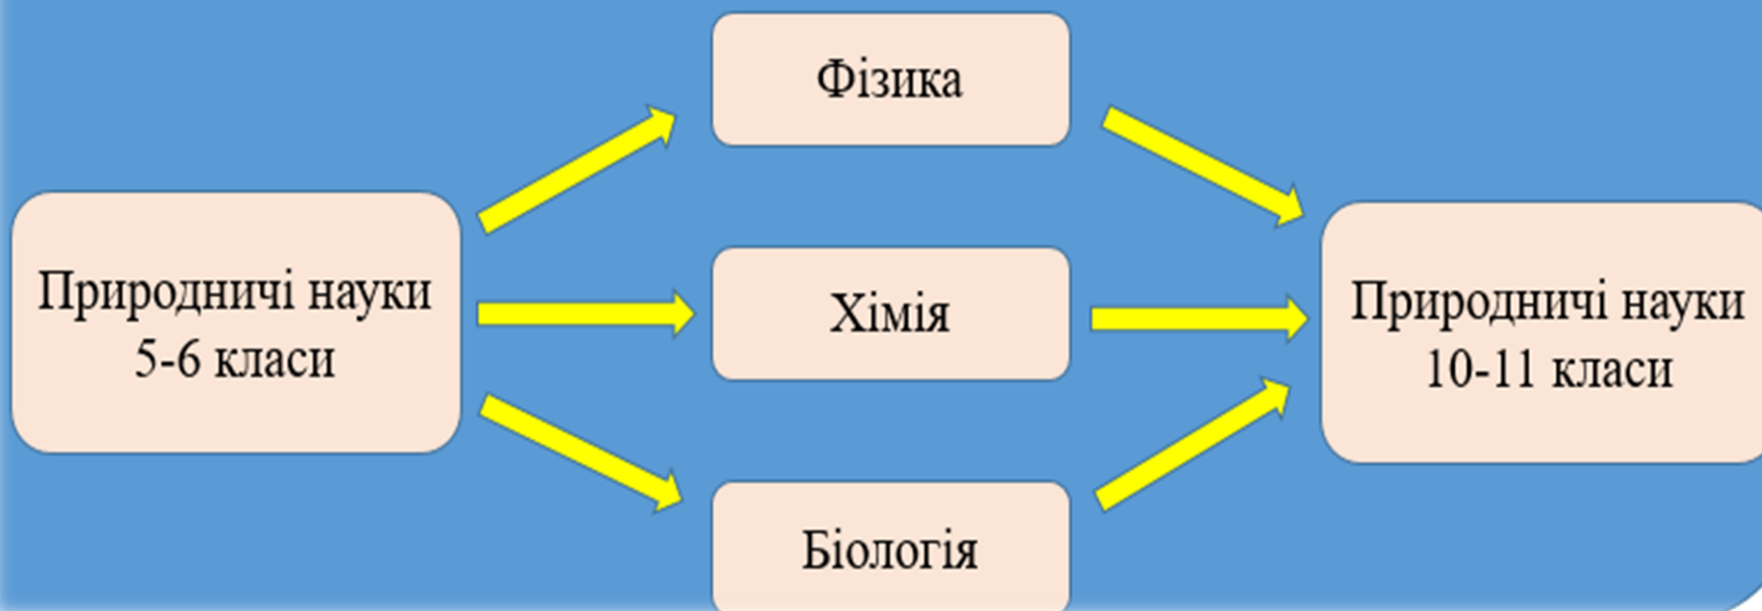 Фізика
Природничі науки
5-6 класи
Хімія
Природничі науки
10-11 класи
Біологія